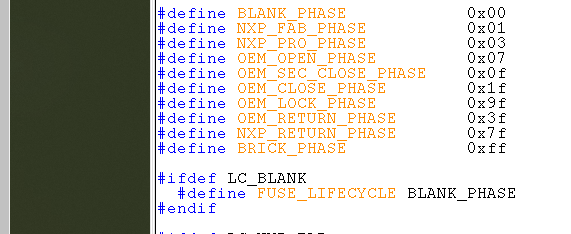 #define BLANK_PHASE 0x00
#define NXP_FAB_PHASE 0x01
#define NXP_PRO_PHASE 0x03
#define OEM_OPEN_PHASE 0x07
#define OEM_SEC_CLOSE_PHASE 0x0f
#define OEM_CLOSE_PHASE 0x1f
#define OEM_LOCK_PHASE 0x9f
#define OEM_RETURN_PHASE 0x3f
#define NXP_RETURN_PHASE 0x7f
#define BRICK_PHASE 0xff
#ifdef LC_BLANK
#define FUSE_LIFECYCLE BLANK_PHASE
#endif